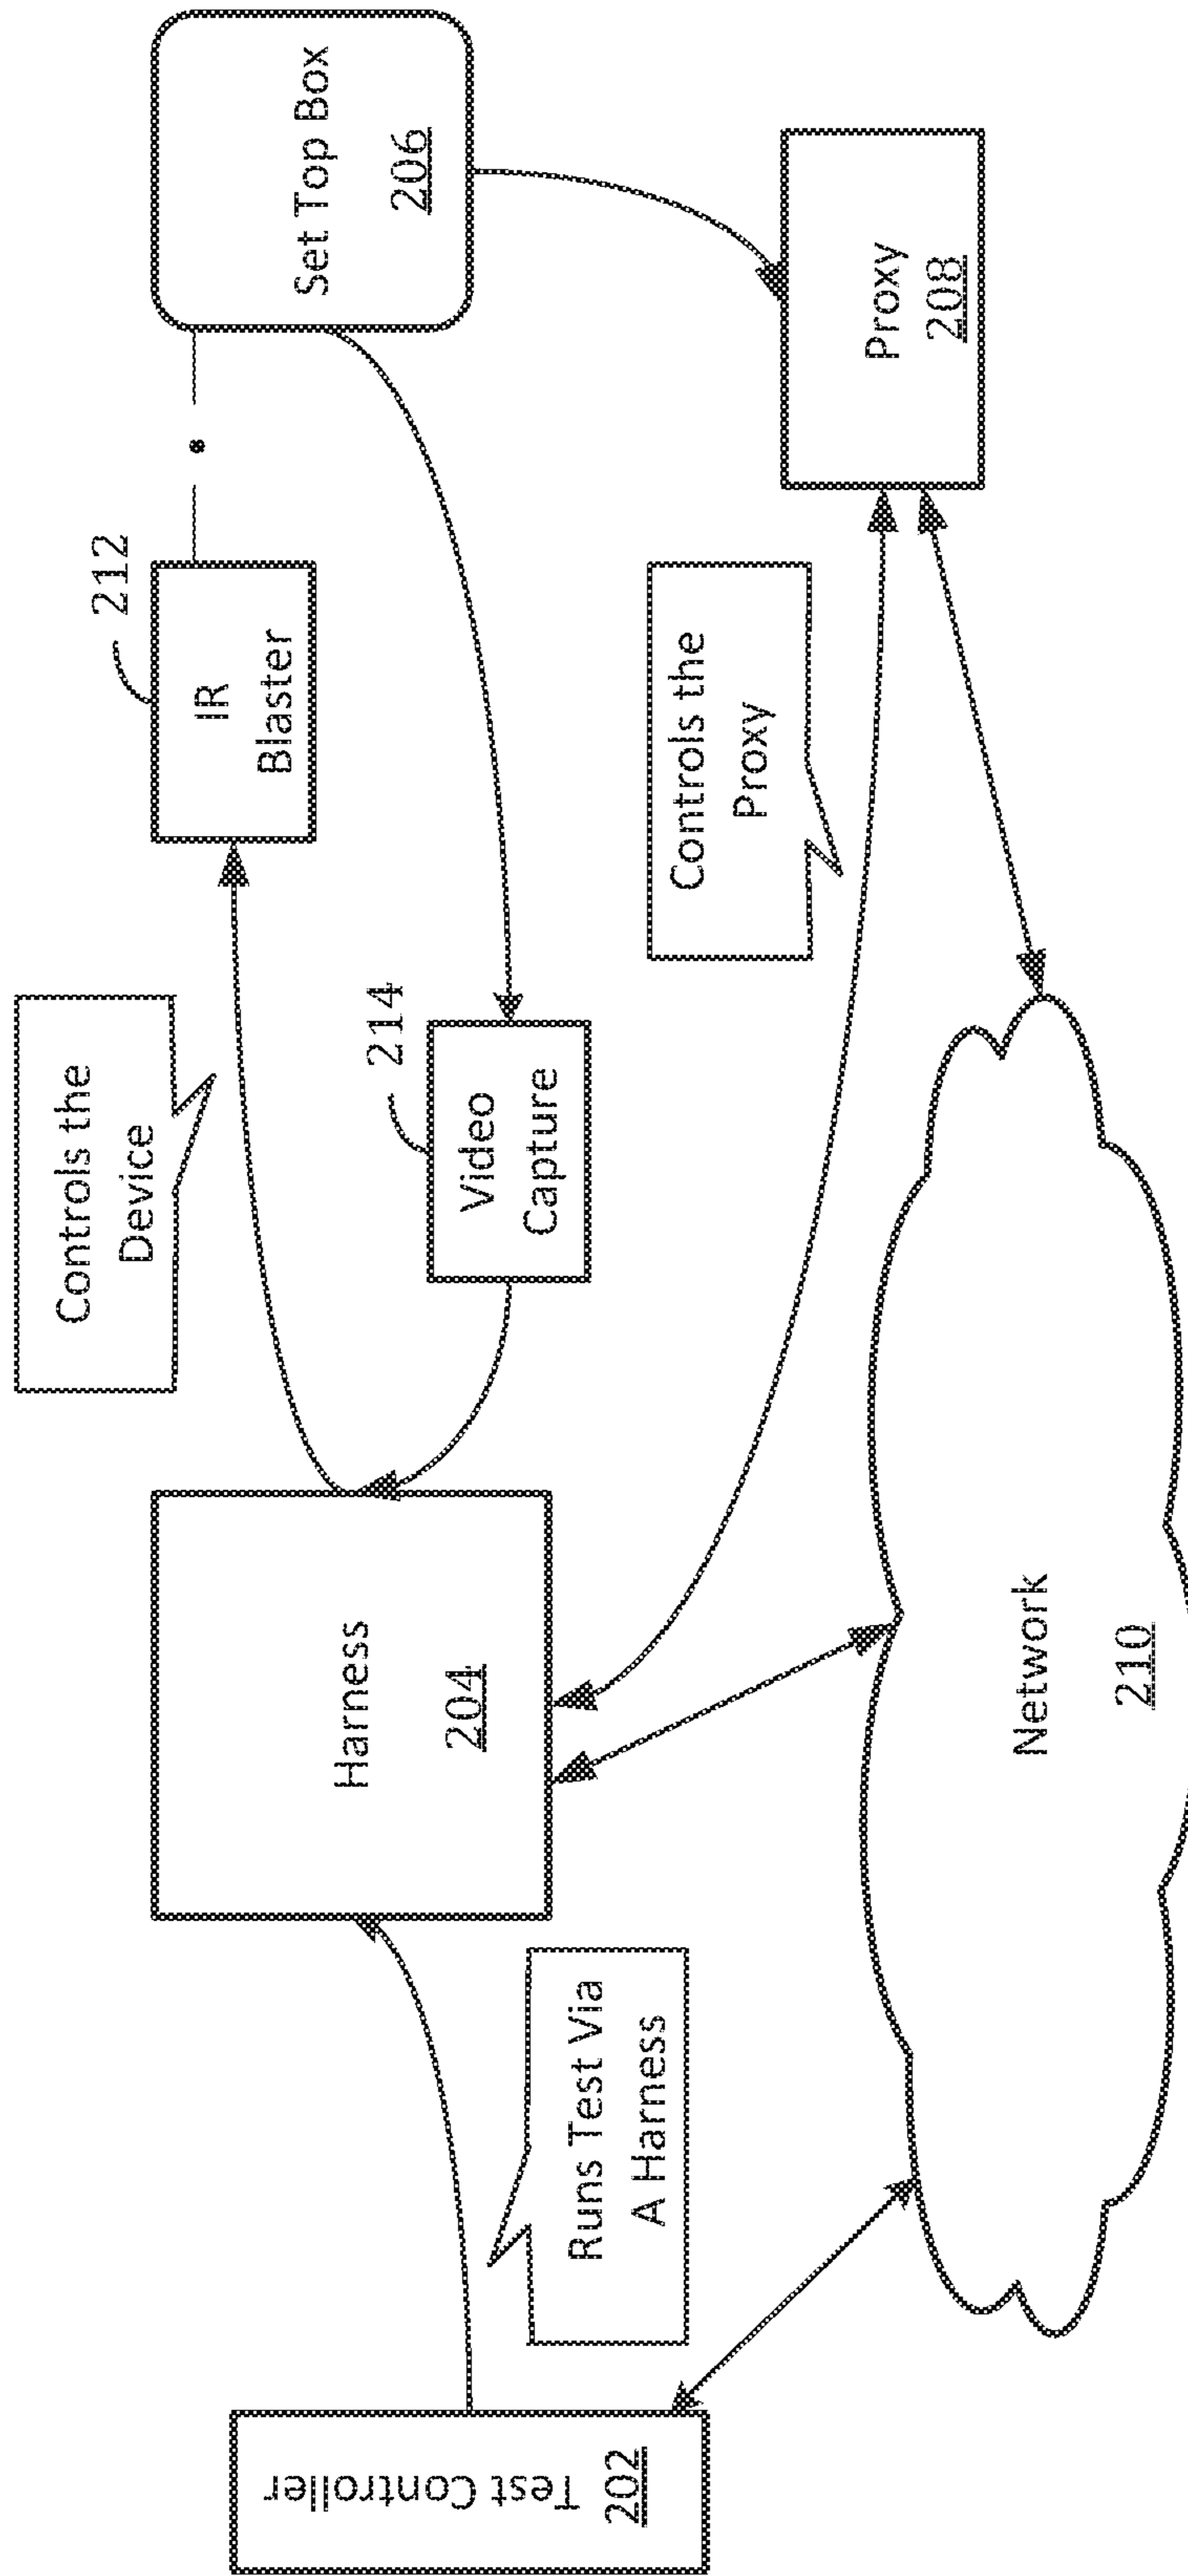 Test Controller
202
Runs Test Via
A Harness
Harness
204
Controls the
Device
212
IR
Blaster
214
Video
Capture
Set Top Box
206
Controls the
Proxy
Proxy
208
Network
210